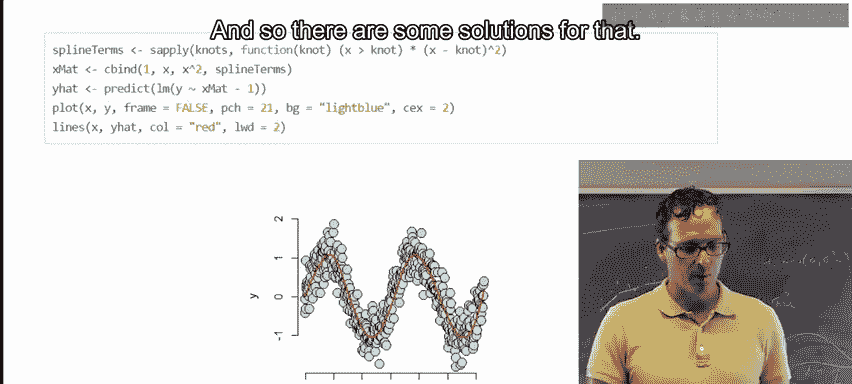 And so there are some solutions for that.
splineTerms <- sapply(knots, function(knot) (x > knot) * (x - knot)^2)
xMat <- cbind(1, x, x^2, splineTerms)
yhat <- predict(lm(y ~ xMat - 1))
plot(x, y, frame = FALSE, pch = 21, bg = "lightblue", cex = 2)
lines(x, yhat, col = "red", lwd = 2)
2
1
0
-1
y